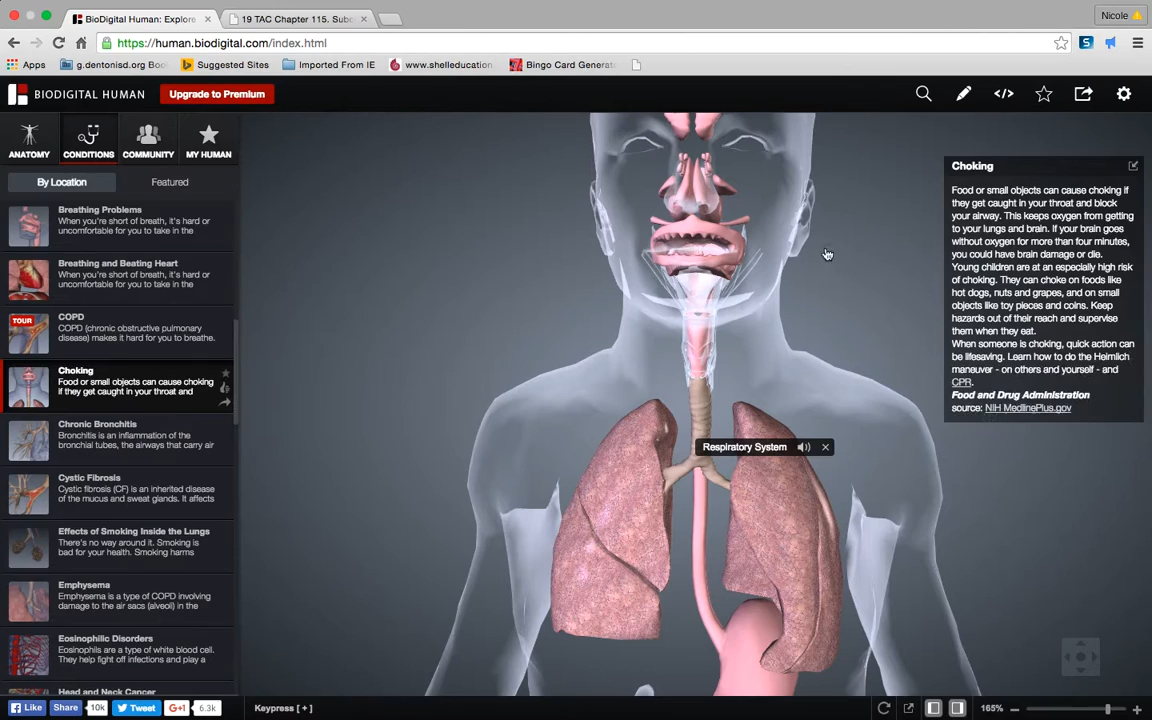 BioDigital Human: Explore
19 TAC Chapter 115. Sub
Nicole
https://human.biodigital.com/index.html
Apps
g.dentonisd.org Boo
Suggested Sites
Imported From IE
www.shelleducation
Bingo Card Generat
BIODIGITAL HUMAN
Upgrade to Premium
ANATOMY
CONDITIONS
COMMUNITY
MY HUMAN
By Location
Featured
Breathing Problems
When you're short of breath, it's hard or
uncomfortable for you to take in the
Breathing and Beating Heart
When you're short of breath, it's hard or
uncomfortable for you to take in the
TOUR
COPD
COPD (chronic obstructive pulmonary
disease) makes it hard for you to breathe.
Choking
Food or small objects can cause choking
if they get caught in your throat and
Chronic Bronchitis
Bronchitis is an inflammation of the
bronchial tubes, the airways that carry air
Cystic Fibrosis
Cystic fibrosis (CF) is an inherited disease
of the mucus and sweat glands. It affects
Effects of Smoking Inside the Lungs
There's no way around it. Smoking is
bad for your health. Smoking harms
Emphysema
Emphysema is a type of COPD involving
damage to the air sacs (alveoli) in the
Eosinophilic Disorders
Eosinophils are a type of white blood cell.
They help fight off infections and play a
Head and Neck Cancer
Respiratory System
Choking
Food or small objects can cause choking if
they get caught in your throat and block
your airway. This keeps oxygen from getting
to your lungs and brain. If your brain goes
without oxygen for more than four minutes,
you could have brain damage or die.
Young children are at an especially high risk
of choking. They can choke on foods like
hot dogs, nuts and grapes, and on small
objects like toy pieces and coins. Keep
hazards out of their reach and supervise
them when they eat.
When someone is choking, quick action can
be lifesaving. Learn how to do the Heimlich
maneuver - on others and yourself - and
CPR.
Food and Drug Administration
source: NIH MedlinePlus.gov
Like
Share
10k
Tweet
G+1
6.3k
Keypress [ + ]
165%